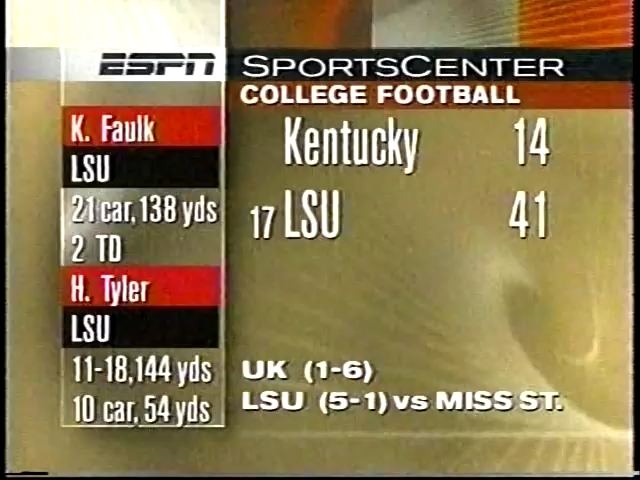 ESPN SPORTSCENTER
COLLEGE FOOTBALL
K. Faulk
LSU
21 car, 138 yds
2 TD
H. Tyler
LSU
11-18, 144 yds
10 car, 54 yds
Kentucky 14
17 LSU 41
UK (1-6)
LSU (5-1) vs MISS ST.